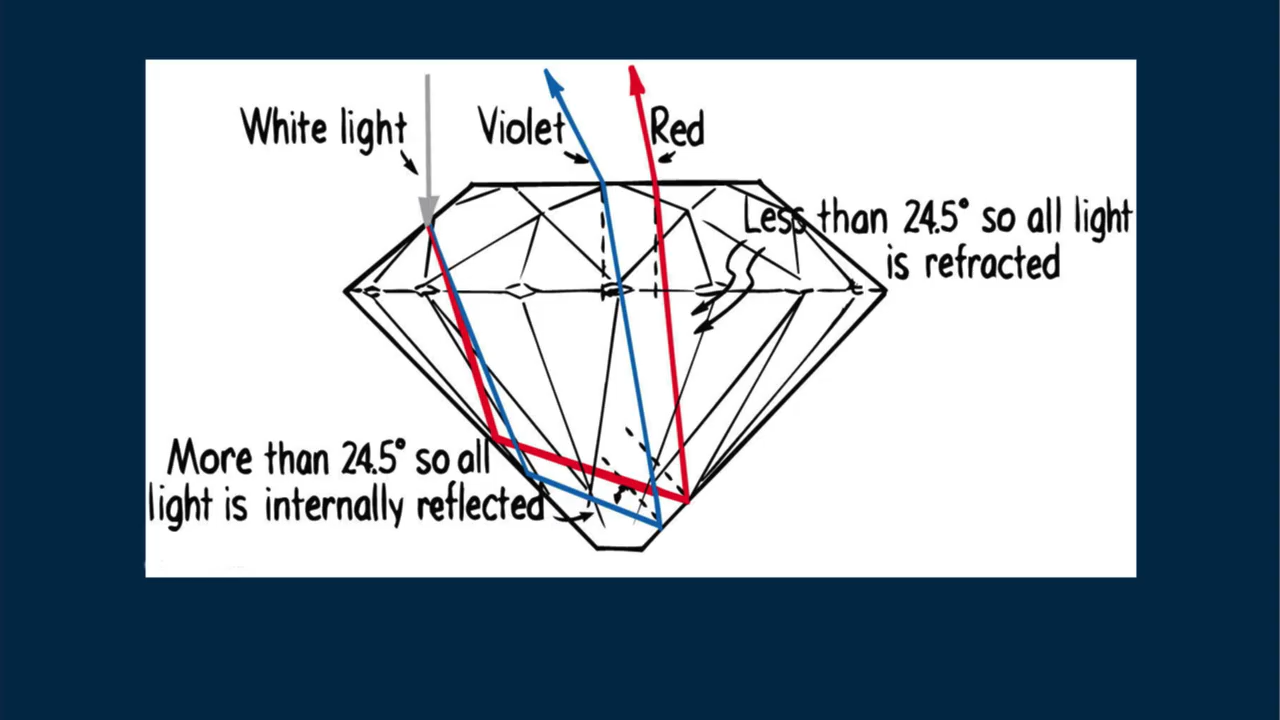 White light
Violet
Red
Less than 24.5° so all light
is refracted
More than 24.5° so all
light is internally reflected